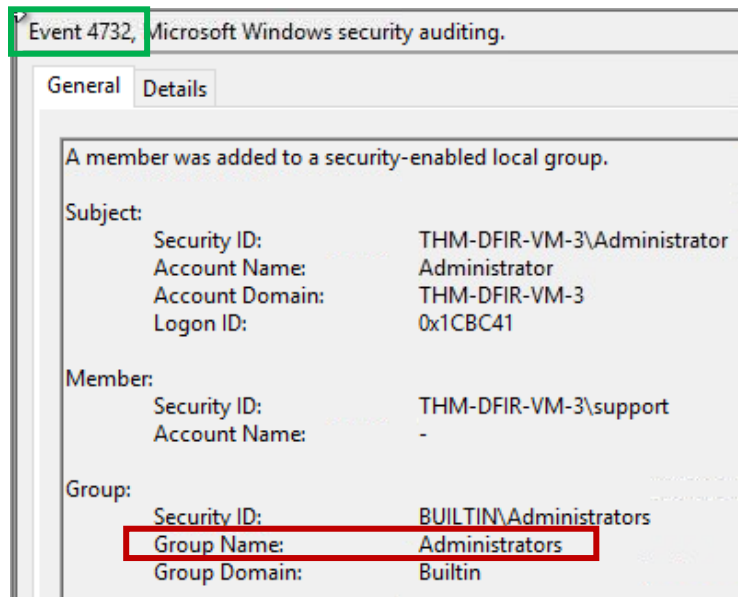 Event 4732, Microsoft Windows security auditing.
General Details
A member was added to a security-enabled local group.
Subject:
Security ID: THM-DFIR-VM-3\Administrator
Account Name: Administrator
Account Domain: THM-DFIR-VM-3
Logon ID: 0x1CBC41
Member:
Security ID: THM-DFIR-VM-3\support
Account Name: -
Group:
Security ID: BUILTIN\Administrators
Group Name: Administrators
Group Domain: Builtin